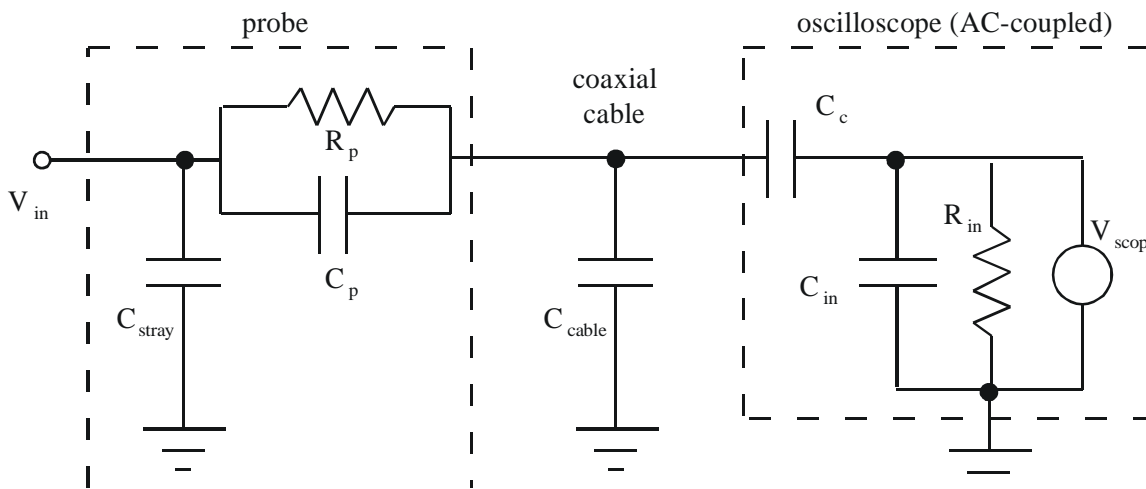 probe
oscilloscope (AC-coupled)
coaxial
cable
C c
R p
V in
R in
V scop
C p
C in
C stray
C cable